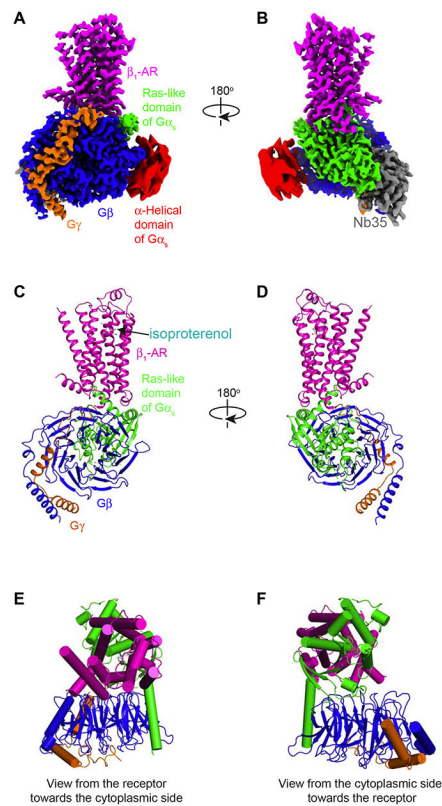 A
B
β1-AR
Ras-like
domain
of Gαs
180°
Gγ
Gβ
α-Helical
domain
of Gαs
Nb35
C
D
isoproterenol
β1-AR
Ras-like
domain
of Gαs
180°
Gβ
Gγ
E
F
View from the receptor
towards the cytoplasmic side
View from the cytoplasmic side
towards the receptor